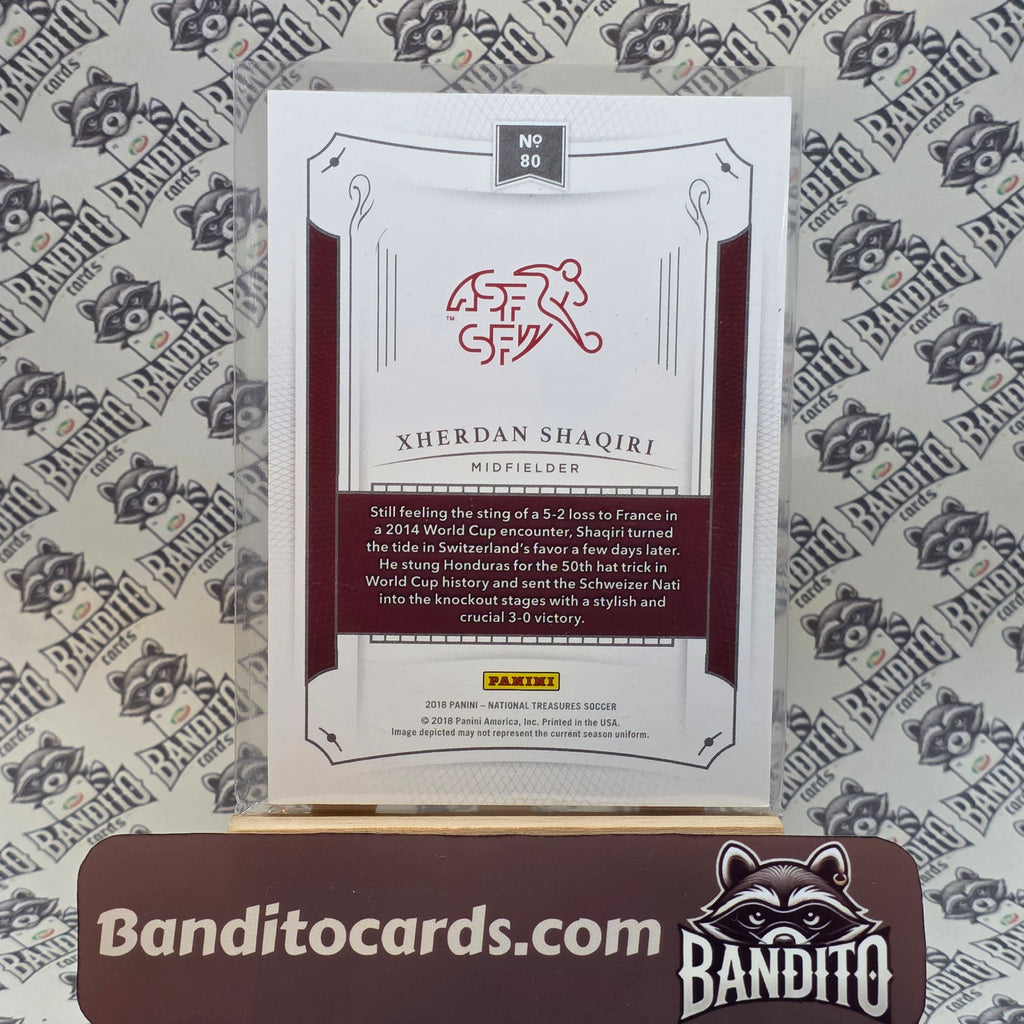 Nº
80
ASF
SFV
TM
XHERDAN SHAQIRI
MIDFIELDER
Still feeling the sting of a 5-2 loss to France in
a 2014 World Cup encounter, Shaqiri turned
the tide in Switzerland's favor a few days later.
He stung Honduras for the 50th hat trick in
World Cup history and sent the Schweizer Nati
into the knockout stages with a stylish and
crucial 3-0 victory.
PANINI
2018 PANINI – NATIONAL TREASURES SOCCER
© 2018 Panini America, Inc. Printed in the USA.
Image depicted may not represent the current season uniform.
Banditocards.com
BANDITO
BANDITO
cards